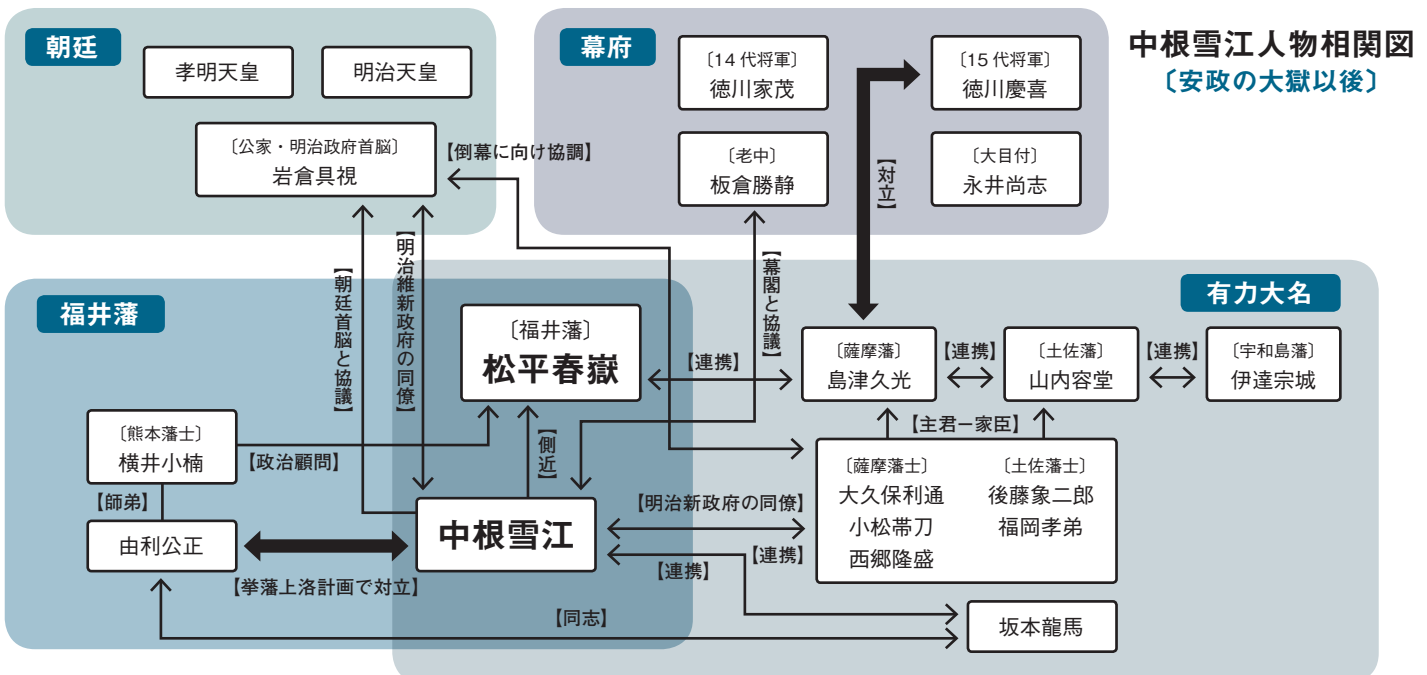 中根雪江人物相関図
〔安政の大獄以後〕
朝廷
孝明天皇
明治天皇
〔公家・明治政府首脳〕
岩倉具視
【倒幕に向け協調】
幕府
〔14代将軍〕
徳川家茂
〔15代将軍〕
徳川慶喜
〔老中〕
板倉勝静
〔大目付〕
永井尚志
【対立】
【朝廷首脳と協議】
【明治維新政府の同僚】
【幕閣と協議】
福井藩
〔福井藩〕
松平春嶽
【連携】
有力大名
〔薩摩藩〕
島津久光
【連携】
〔土佐藩〕
山内容堂
【連携】
〔宇和島藩〕
伊達宗城
【主君ー家臣】
〔熊本藩士〕
横井小楠
【政治顧問】
【側近】
【師弟】
由利公正
中根雪江
【挙藩上洛計画で対立】
【明治新政府の同僚】
【連携】
【連携】
〔薩摩藩士〕
大久保利通
小松帯刀
西郷隆盛
〔土佐藩士〕
後藤象二郎
福岡孝弟
【同志】
坂本龍馬